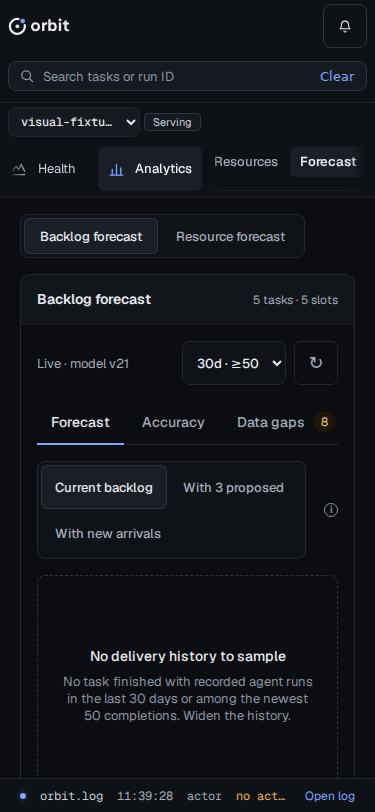 orbit
Search tasks or run ID Clear
visual-fixtu… Serving
Health Analytics Resources Forecast
Backlog forecast Resource forecast
Backlog forecast 5 tasks · 5 slots
Live · model v21 30d · ≥50 ↻
Forecast Accuracy Data gaps 8
Current backlog With 3 proposed
With new arrivals
No delivery history to sample
No task finished with recorded agent runs
in the last 30 days or among the newest
50 completions. Widen the history.
orbit.log 11:39:28 actor no act… Open log